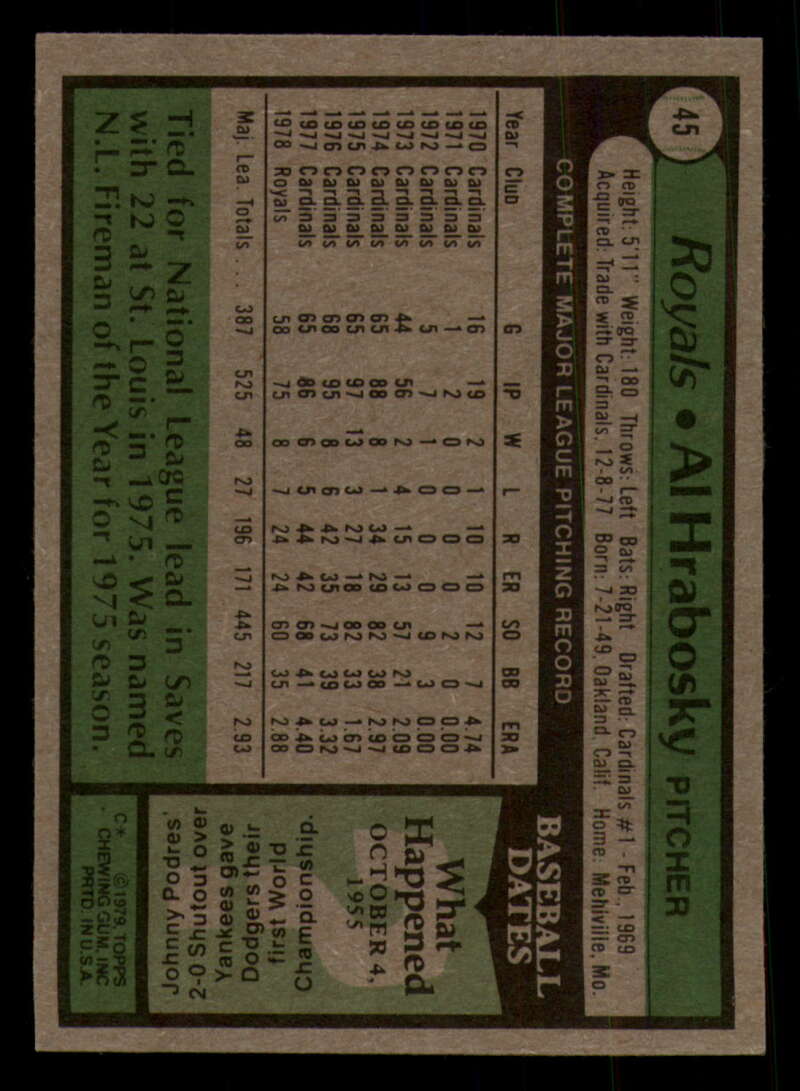 45
Royals • Al Hrabosky PITCHER
Height: 5'11" Weight: 180 Throws: Left Bats: Right Drafted: Cardinals #1 - Feb., 1969
Acquired: Trade with Cardinals, 12-8-77 Born: 7-21-49, Oakland, Calif. Home: Mehlville, Mo.
COMPLETE MAJOR LEAGUE PITCHING RECORD
Year Club G IP W L R ER SO BB ERA
1970 Cardinals 16 19 2 1 10 10 12 7 4.74
1971 Cardinals 1 2 0 0 0 0 2 0 0.00
1972 Cardinals 5 7 1 0 0 0 9 3 0.00
1973 Cardinals 44 56 2 4 15 13 57 21 2.09
1974 Cardinals 65 88 8 1 34 29 82 38 2.97
1975 Cardinals 65 97 13 3 27 18 82 33 1.67
1976 Cardinals 68 95 8 6 42 35 73 39 3.32
1977 Cardinals 65 86 6 5 44 42 68 41 4.40
1978 Royals 58 75 8 7 24 24 60 35 2.88
Maj. Lea. Totals . . . 387 525 48 27 196 171 445 217 2.93
Tied for National League lead in Saves
with 22 at St. Louis in 1975. Was named
N.L. Fireman of the Year for 1975 season.
BASEBALL
DATES
What
Happened
OCTOBER 4,
1955
Johnny Podres'
2-0 Shutout over
Yankees gave
Dodgers their
first World
Championship.
C* ©1979 TOPPS
CHEWING GUM, INC.
PRTD. IN U.S.A.